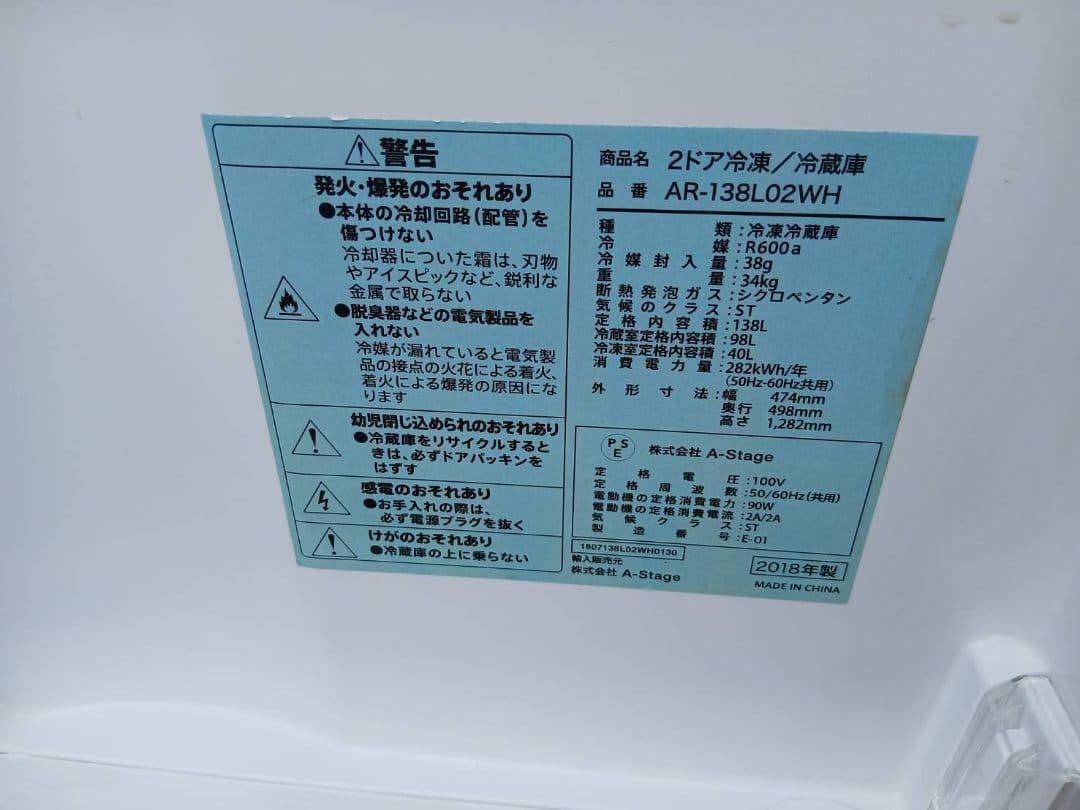 警告
発火・爆発のおそれあり
●本体の冷却回路(配管)を
傷つけない
冷却器についた霜は、刃物
やアイスピックなど、鋭利な
金属で取らない
●脱臭器などの電気製品を
入れない
冷媒が漏れていると電気製
品の接点の火花による着火、
着火による爆発の原因にな
ります
幼児閉じ込められのおそれあり
●冷蔵庫をリサイクルすると
きは、必ずドアパッキンを
はずす
感電のおそれあり
●お手入れの際は、
必ず電源プラグを抜く
けがのおそれあり
●冷蔵庫の上に乗らない
商品名 2ドア冷凍/冷蔵庫
品番 AR-138L02WH
種類:冷凍冷蔵庫
冷媒:R600a
冷媒封入量:38g
重量:34kg
断熱発泡ガス:シクロペンタン
気候のクラス:ST
定格内容積:138L
冷蔵室定格内容積:98L
冷凍室定格内容積:40L
消費電力量:282kWh/年
(50Hz-60Hz共用)
外形寸法:幅 474mm
奥行 498mm
高さ 1,282mm
PSE 株式会社 A-Stage
定格電圧:100V
定格周波数:50/60Hz(共用)
電動機の定格消費電力:90W
電動機の定格消費電流:2A/2A
気候クラス:ST
製造番号:E-01
1807138L02WH0130
輸入販売元
株式会社 A-Stage
2018年製
MADE IN CHINA